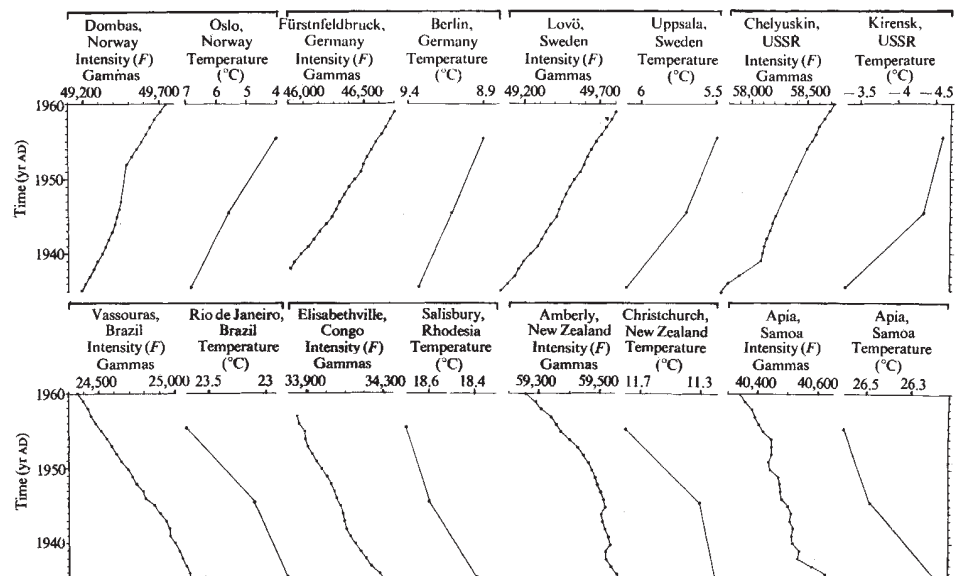 Dombas,
Norway
Intensity (F)
Gammas
49,200 49,700
Oslo,
Norway
Temperature
(°C)
7 6 5 4
Fürstnfeldbruck,
Germany
Intensity (F)
Gammas
46,000 46,500
Berlin,
Germany
Temperature
(°C)
9.4 8.9
Lovö,
Sweden
Intensity (F)
Gammas
49,200 49,700
Uppsala,
Sweden
Temperature
(°C)
6 5.5
Chelyuskin,
USSR
Intensity (F)
Gammas
58,000 58,500
Kirensk,
USSR
Temperature
(°C)
−3.5 −4 −4.5
Time (yr AD)
1960
1950
1940
Vassouras,
Brazil
Intensity (F)
Gammas
24,500 25,000
Rio de Janeiro,
Brazil
Temperature
(°C)
23.5 23
Elisabethville,
Congo
Intensity (F)
Gammas
33,900 34,300
Salisbury,
Rhodesia
Temperature
(°C)
18.6 18.4
Amberly,
New Zealand
Intensity (F)
Gammas
59,300 59,500
Christchurch,
New Zealand
Temperature
(°C)
11.7 11.3
Apia,
Samoa
Intensity (F)
Gammas
40,400 40,600
Apia,
Samoa
Temperature
(°C)
26.5 26.3
Time (yr AD)
1960
1950
1940